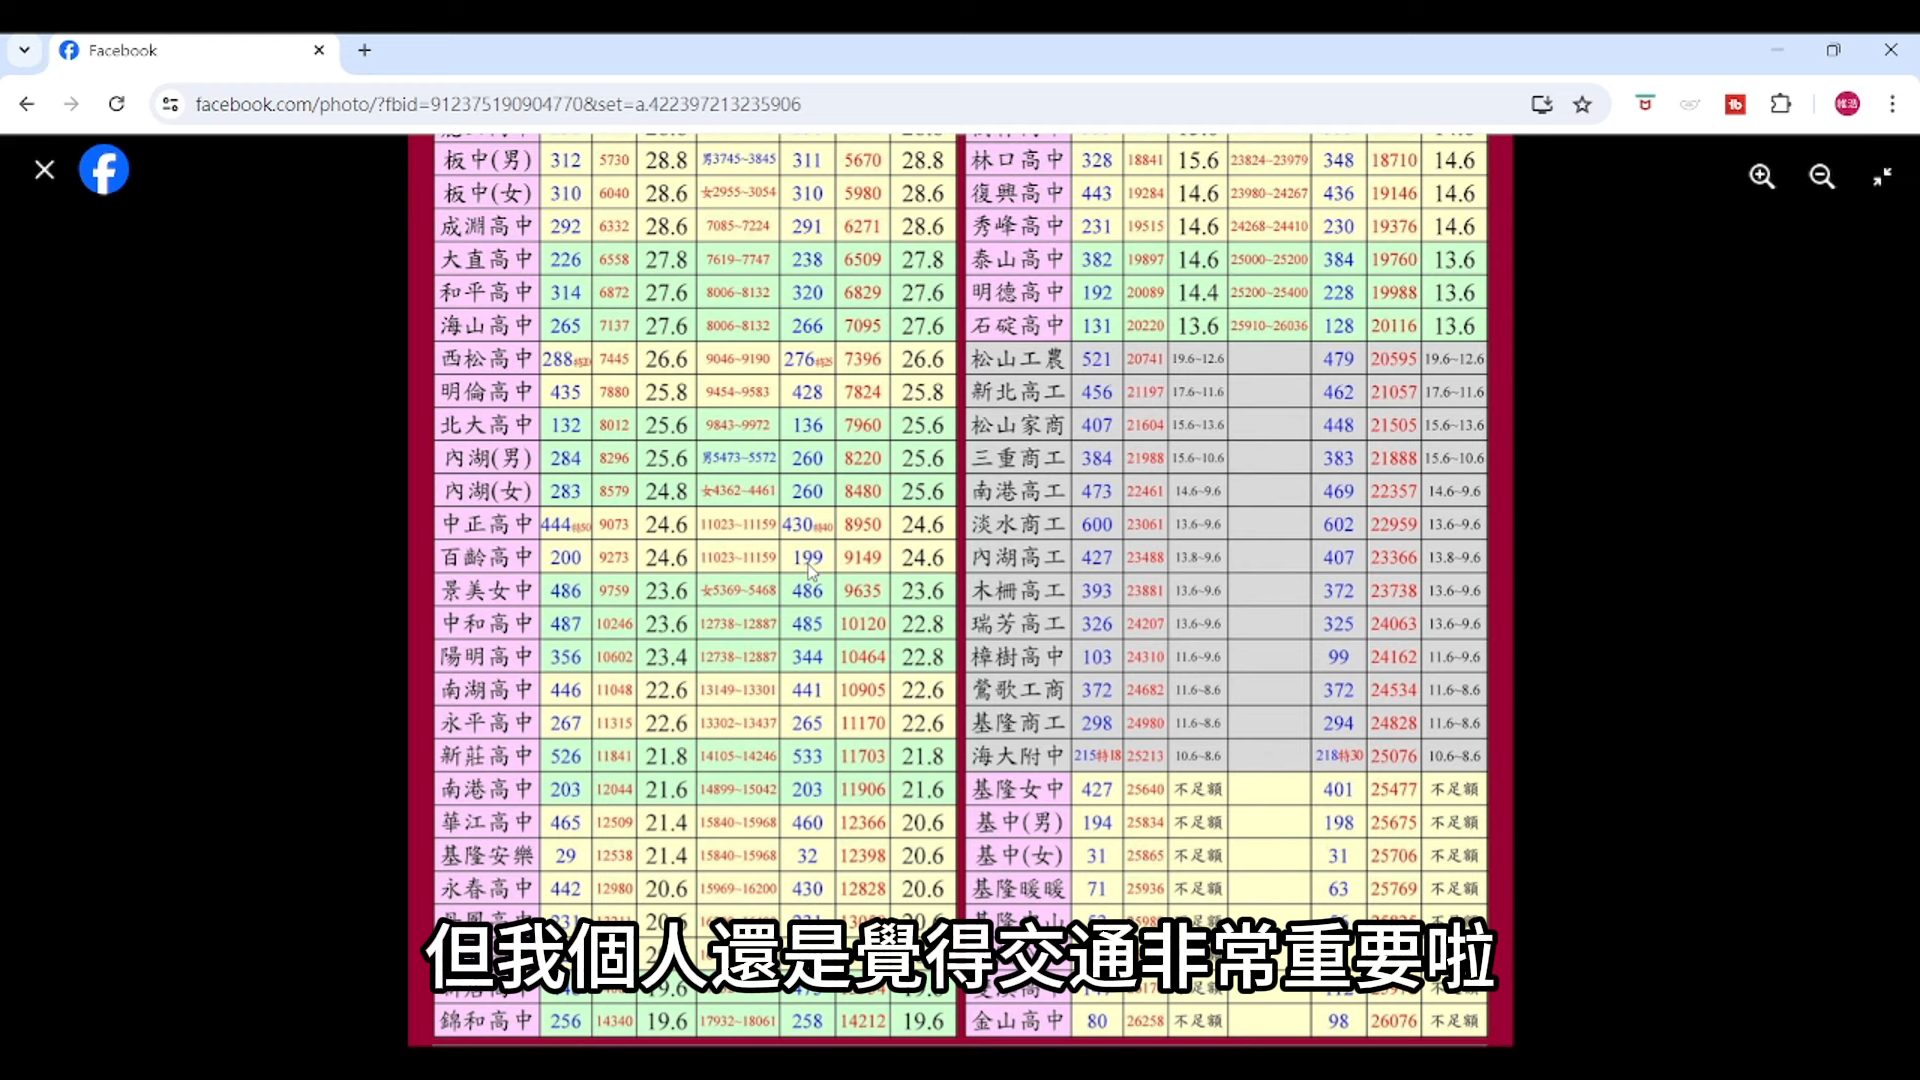 Facebook
facebook.com/photo/?fbid=912375190904770&set=a.422397213235906
板中(男) 312 5730 28.8 男3745~3845 311 5670 28.8 林口高中 328 18841 15.6 23824~23979 348 18710 14.6
板中(女) 310 6040 28.6 女2955~3054 310 5980 28.6 復興高中 443 19284 14.6 23980~24267 436 19146 14.6
成淵高中 292 6332 28.6 7085~7224 291 6271 28.6 秀峰高中 231 19515 14.6 24268~24410 230 19376 14.6
大直高中 226 6558 27.8 7619~7747 238 6509 27.8 泰山高中 382 19897 14.6 25000~25200 384 19760 13.6
和平高中 314 6872 27.6 8006~8132 320 6829 27.6 明德高中 192 20089 14.4 25200~25400 228 19988 13.6
海山高中 265 7137 27.6 8006~8132 266 7095 27.6 石碇高中 131 20220 13.6 25910~26036 128 20116 13.6
西松高中 288 7445 26.6 9046~9190 276特25 7396 26.6 松山工農 521 20741 19.6~12.6 479 20595 19.6~12.6
明倫高中 435 7880 25.8 9454~9583 428 7824 25.8 新北高工 456 21197 17.6~11.6 462 21057 17.6~11.6
北大高中 132 8012 25.6 9843~9972 136 7960 25.6 松山家商 407 21604 15.6~13.6 448 21505 15.6~13.6
內湖(男) 284 8296 25.6 男5473~5572 260 8220 25.6 三重商工 384 21988 15.6~10.6 383 21888 15.6~10.6
內湖(女) 283 8579 24.8 女4362~4461 260 8480 25.6 南港高工 473 22461 14.6~9.6 469 22357 14.6~9.6
中正高中 444特50 9073 24.6 11023~11159 430特40 8950 24.6 淡水商工 600 23061 13.6~9.6 602 22959 13.6~9.6
百齡高中 200 9273 24.6 11023~11159 199 9149 24.6 內湖高工 427 23488 13.8~9.6 407 23366 13.8~9.6
景美女中 486 9759 23.6 女5369~5468 486 9635 23.6 木柵高工 393 23881 13.6~9.6 372 23738 13.6~9.6
中和高中 487 10246 23.6 12738~12887 485 10120 22.8 瑞芳高工 326 24207 13.6~9.6 325 24063 13.6~9.6
陽明高中 356 10602 23.4 12738~12887 344 10464 22.8 樟樹高中 103 24310 11.6~9.6 99 24162 11.6~9.6
南湖高中 446 11048 22.6 13149~13301 441 10905 22.6 鶯歌工商 372 24682 11.6~8.6 372 24534 11.6~8.6
永平高中 267 11315 22.6 13302~13437 265 11170 22.6 基隆商工 298 24980 11.6~8.6 294 24828 11.6~8.6
新莊高中 526 11841 21.8 14105~14246 533 11703 21.8 海大附中 215特18 25213 10.6~8.6 218特30 25076 10.6~8.6
南港高中 203 12044 21.6 14899~15042 203 11906 21.6 基隆女中 427 25640 不足額 401 25477 不足額
華江高中 465 12509 21.4 15840~15968 460 12366 20.6 基中(男) 194 25834 不足額 198 25675 不足額
基隆安樂 29 12538 21.4 15840~15968 32 12398 20.6 基中(女) 31 25865 不足額 31 25706 不足額
永春高中 442 12980 20.6 15969~16200 430 12828 20.6 基隆暖暖 71 25936 不足額 63 25769 不足額
但我個人還是覺得交通非常重要啦
錦和高中 256 14340 19.6 17932~18061 258 14212 19.6 金山高中 80 26258 不足額 98 26076 不足額